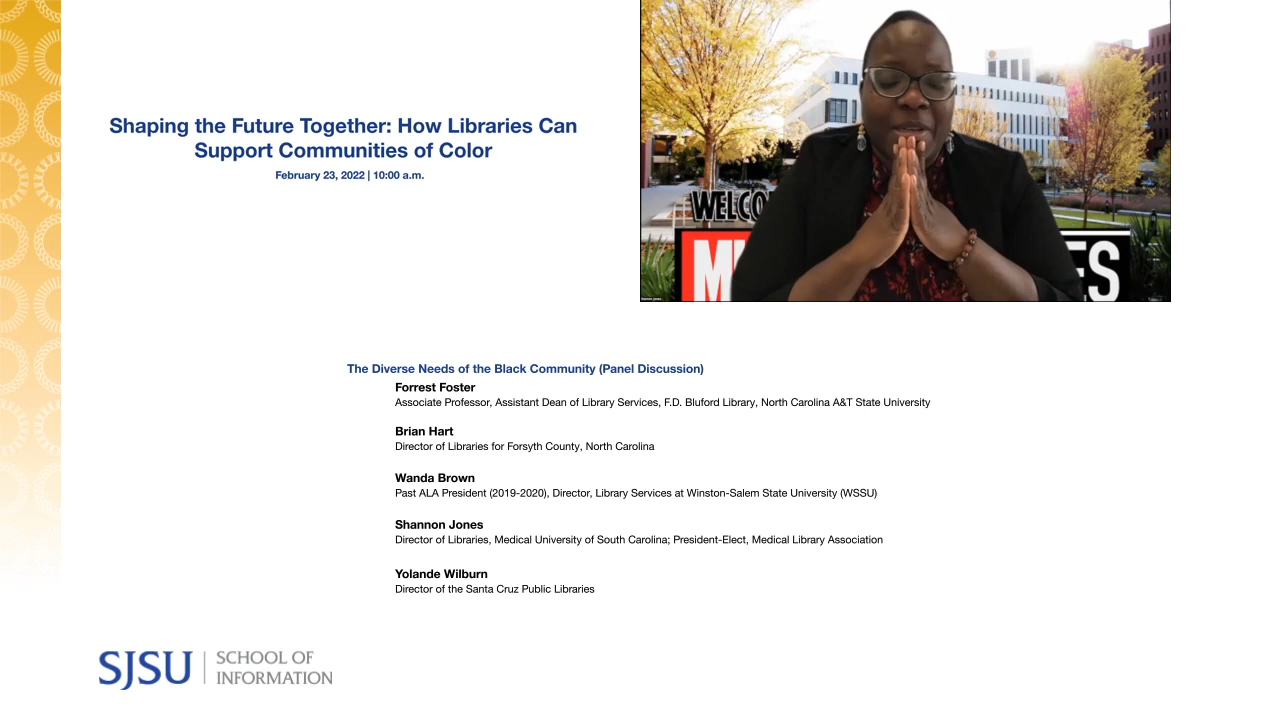 Shaping the Future Together: How Libraries Can
Support Communities of Color
February 23, 2022 | 10:00 a.m.
WELCO
ES
The Diverse Needs of the Black Community (Panel Discussion)
Forrest Foster
Associate Professor, Assistant Dean of Library Services, F.D. Bluford Library, North Carolina A&T State University
Brian Hart
Director of Libraries for Forsyth County, North Carolina
Wanda Brown
Past ALA President (2019-2020), Director, Library Services at Winston-Salem State University (WSSU)
Shannon Jones
Director of Libraries, Medical University of South Carolina; President-Elect, Medical Library Association
Yolande Wilburn
Director of the Santa Cruz Public Libraries
SJSU
SCHOOL OF
INFORMATION